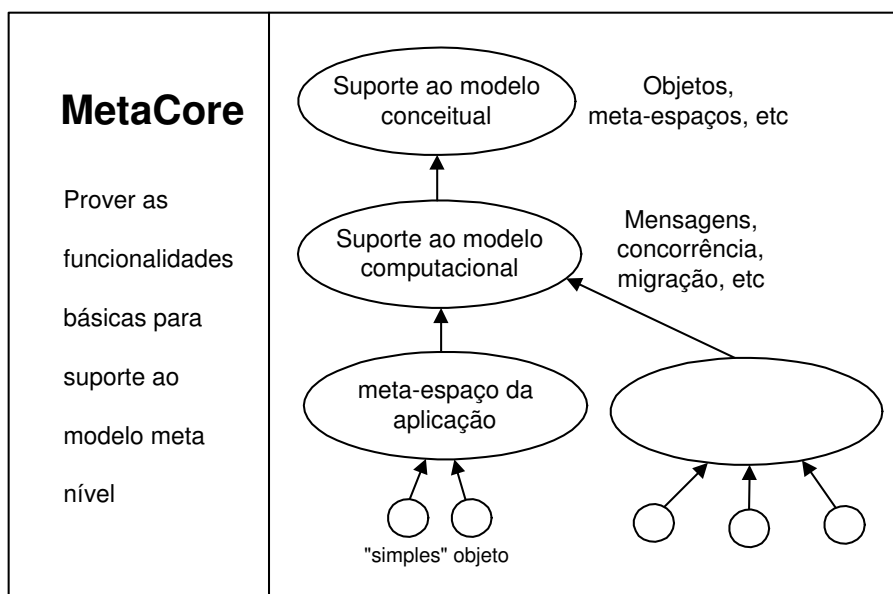 MetaCore
Prover as
funcionalidades
básicas para
suporte ao
modelo meta
nível
Suporte ao modelo
conceitual
Objetos,
meta-espaços, etc
Suporte ao modelo
computacional
Mensagens,
concorrência,
migração, etc
meta-espaço da
aplicação
"simples" objeto